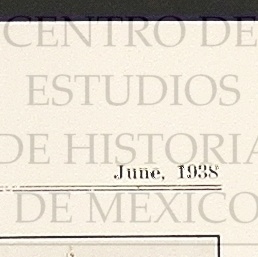 CENTRO DE
ESTUDIOS
DE HISTORIA
June, 1938
DE MEXICO